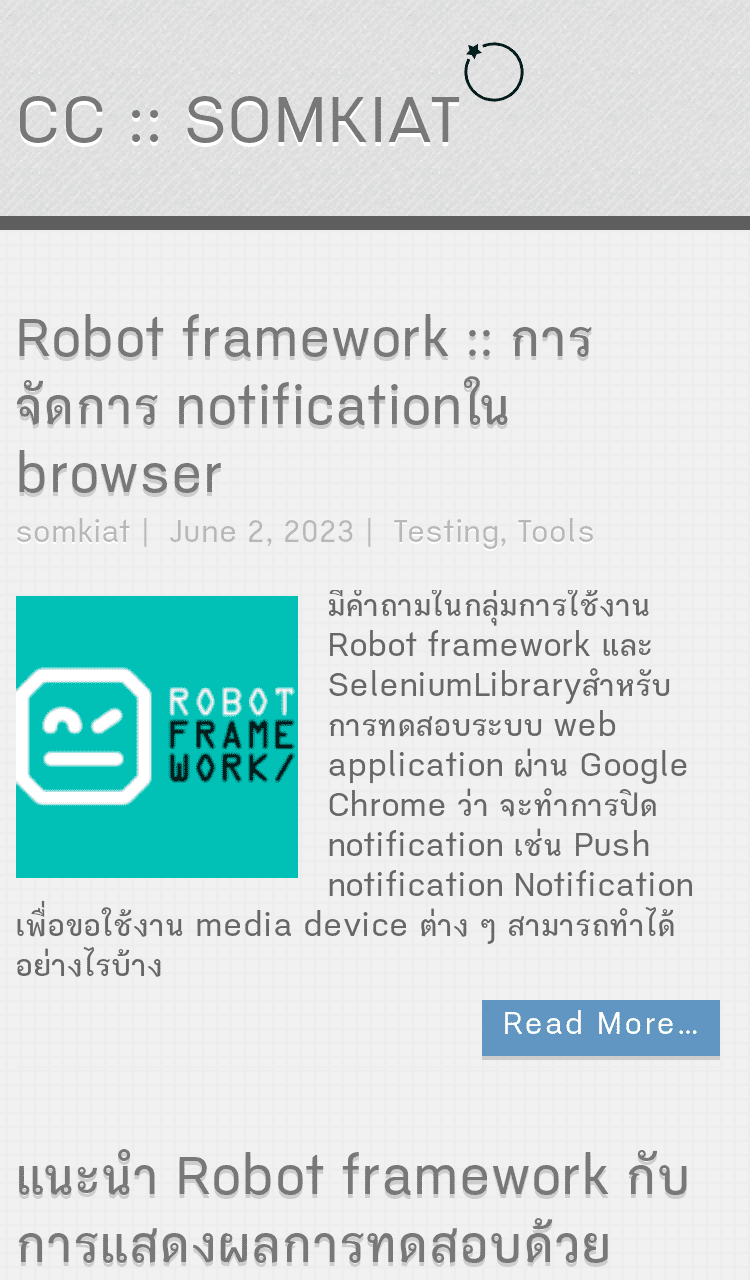 CC :: SOMKIAT
Robot framework :: การ
จัดการ notificationใน
browser
somkiat | June 2, 2023 | Testing, Tools
ROBOT
FRAME
WORK/
มีคำถามในกลุ่มการใช้งาน
Robot framework และ
SeleniumLibraryสำหรับ
การทดสอบระบบ web
application ผ่าน Google
Chrome ว่า จะทำการปิด
notification เช่น Push
notification Notification
เพื่อขอใช้งาน media device ต่าง ๆ สามารถทำได้
อย่างไรบ้าง
Read More…
แนะนำ Robot framework กับ
การแสดงผลการทดสอบด้วย